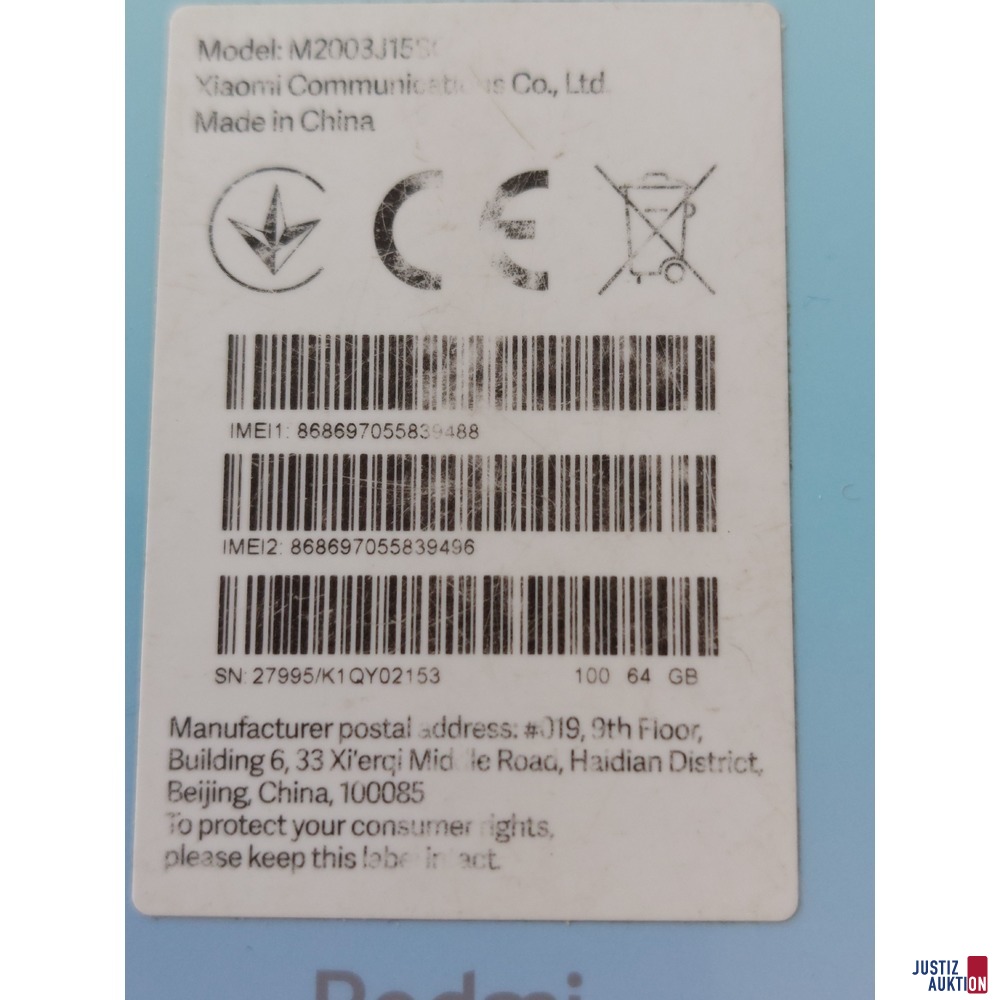 Model: M2003J15S
Xiaomi Communications Co., Ltd.
Made in China
CE
IMEI1: 868697055839488
IMEI2: 868697055839496
SN: 27995/K1QY02153 100 64 GB
Manufacturer postal address: #019, 9th Floor,
Building 6, 33 Xi'erqi Middle Road, Haidian District,
Beijing, China, 100085
To protect your consumer rights,
please keep this label intact.
Redmi
JUSTIZ
AUKTION